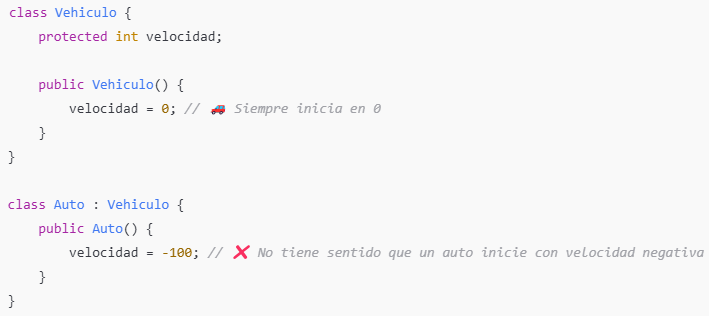 class Vehiculo {
    protected int velocidad;

    public Vehiculo() {
        velocidad = 0; // 🚙 Siempre inicia en 0
    }
}

class Auto : Vehiculo {
    public Auto() {
        velocidad = -100; // ❌ No tiene sentido que un auto inicie con velocidad negativa
    }
}